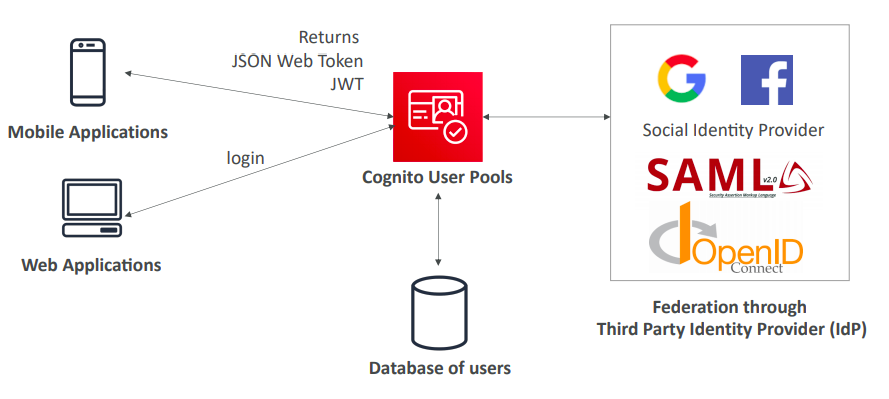 Returns
JSON Web Token
JWT
Mobile Applications
login
Web Applications
Cognito User Pools
Database of users
Social Identity Provider
SAML v2.0
Security Assertion Markup Language
OpenID
Connect
Federation through
Third Party Identity Provider (IdP)